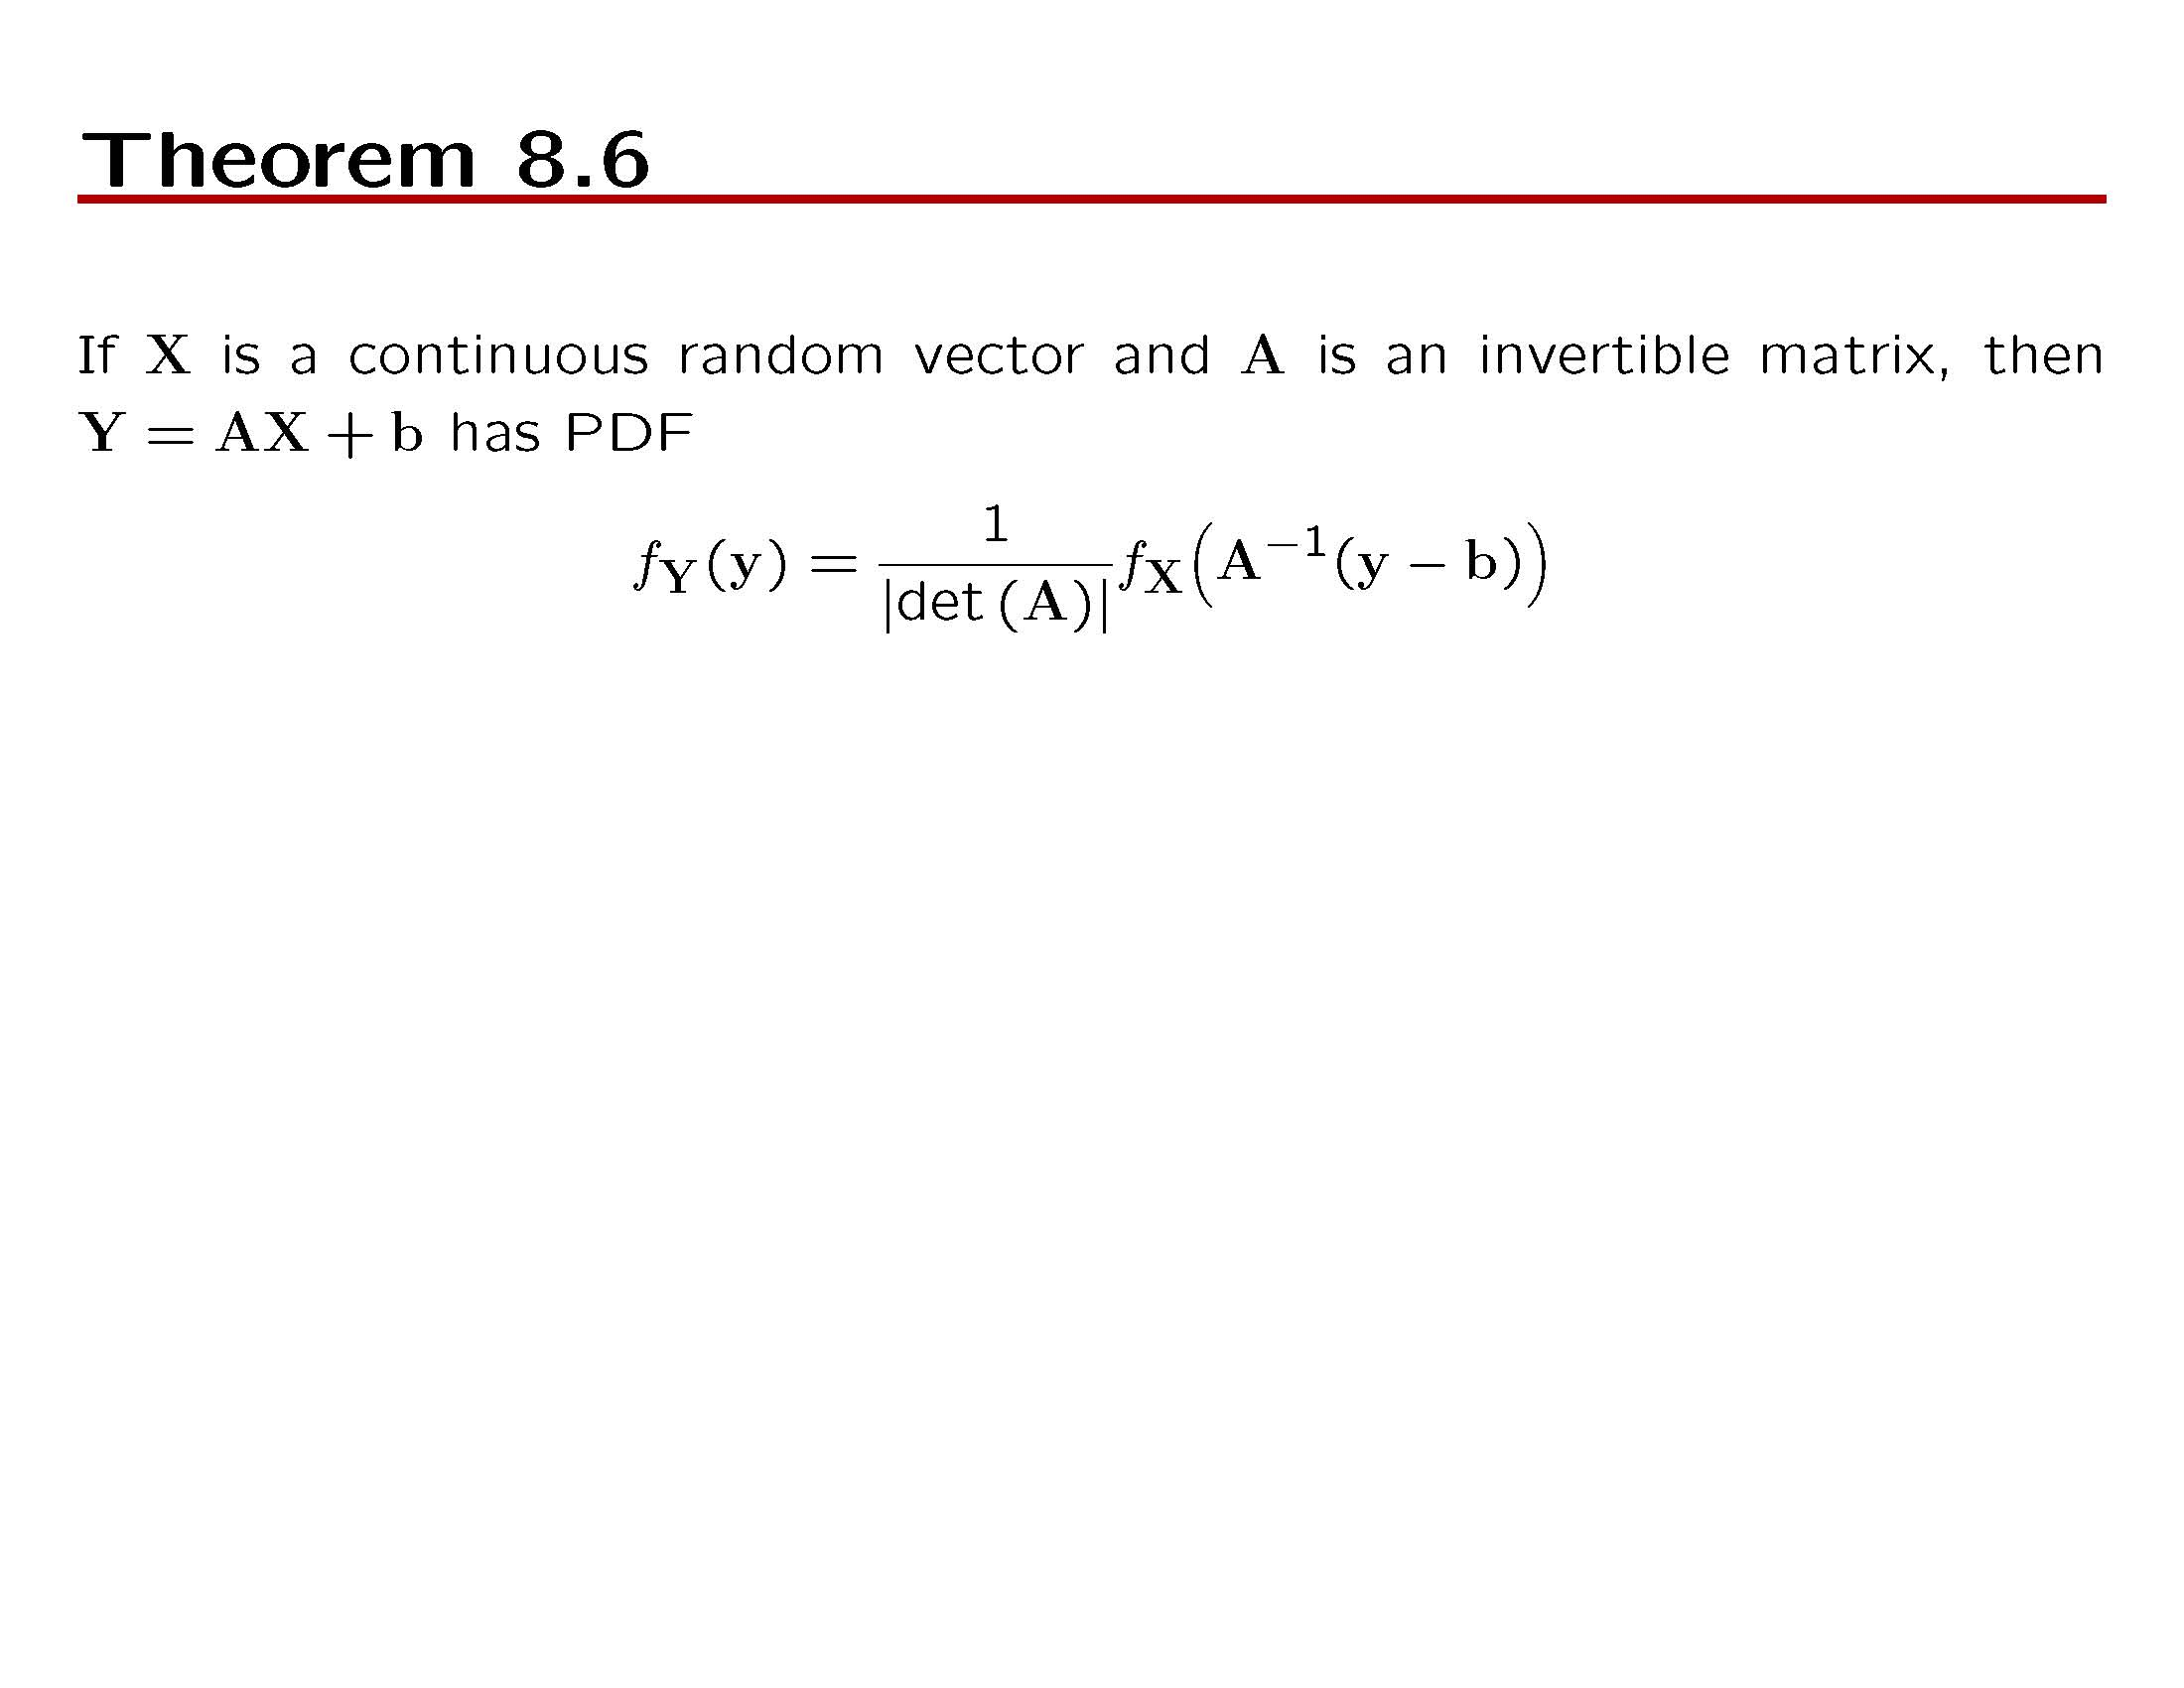 Theorem 8.6
If X is a continuous random vector and A is an invertible matrix, then
Y = AX + b has PDF
f_Y(y) = \frac{1}{|det (A)|} f_X(A^{-1}(y − b))